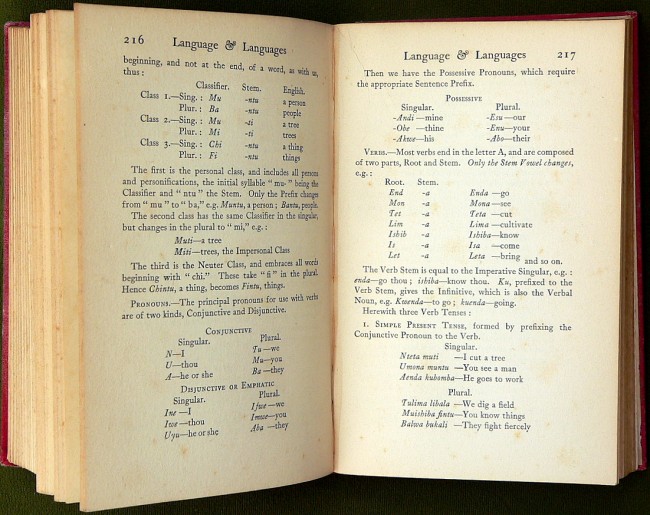 216 Language & Languages
beginning, and not at the end, of a word, as with us,
thus :
Classifier. Stem. English.
Class 1.—Sing. : Mu -ntu a person
Plur. : Ba -ntu people
Class 2.—Sing. : Mu -ti a tree
Plur. : Mi -ti trees
Class 3.—Sing. : Chi -ntu a thing
Plur. : Fi -ntu things
The first is the personal class, and includes all persons
and personifications, the initial syllable “ mu- ” being the
Classifier and “ ntu ” the Stem. Only the Prefix changes
from “ mu ” to “ ba,” e.g. Muntu, a person ; Bantu, people.
The second class has the same Classifier in the singular,
but changes in the plural to “ mi,” e.g. :
Muti—a tree
Miti—trees, the Impersonal Class
The third is the Neuter Class, and embraces all words
beginning with “ chi.” These take “ fi ” in the plural.
Hence Chintu, a thing, becomes Fintu, things.
Pronouns.—The principal pronouns for use with verbs
are of two kinds, Conjunctive and Disjunctive.
Conjunctive
Singular. Plural.
N—I Tu—we
U—thou Mu—you
A—he or she Ba —they
Disjunctive or Emphatic
Singular. Plural.
Ine —I Ifwe —we
Iwe —thou Imwe —you
Uyu—he or she Aba —they
Language & Languages 217
Then we have the Possessive Pronouns, which require
the appropriate Sentence Prefix.
Possessive
Singular. Plural.
-Andi —mine -Esu —our
-Obe —thine -Enu—your
-Akwe—his -Abo—their
Verbs.—Most verbs end in the letter A, and are composed
of two parts, Root and Stem. Only the Stem Vowel changes,
e.g. :
Root. Stem.
End -a Enda —go
Mon -a Mona—see
Tet -a Teta —cut
Lim -a Lima —cultivate
Ishib -a Ishiba—know
Is -a Isa —come
Let -a Leta —bring and so on.
The Verb Stem is equal to the Imperative Singular, e.g. :
enda—go thou ; ishiba—know thou. Ku, prefixed to the
Verb Stem, gives the Infinitive, which is also the Verbal
Noun, e.g. Kwenda—to go ; kuenda—going.
Herewith three Verb Tenses :
1. Simple Present Tense, formed by prefixing the
Conjunctive Pronoun to the Verb.
Singular.
Nteta muti —I cut a tree
Umona muntu —You see a man
Aenda kubomba—He goes to work
Plural.
Tulima libala —We dig a field
Muishiba fintu—You know things
Balwa bukali —They fight fiercely